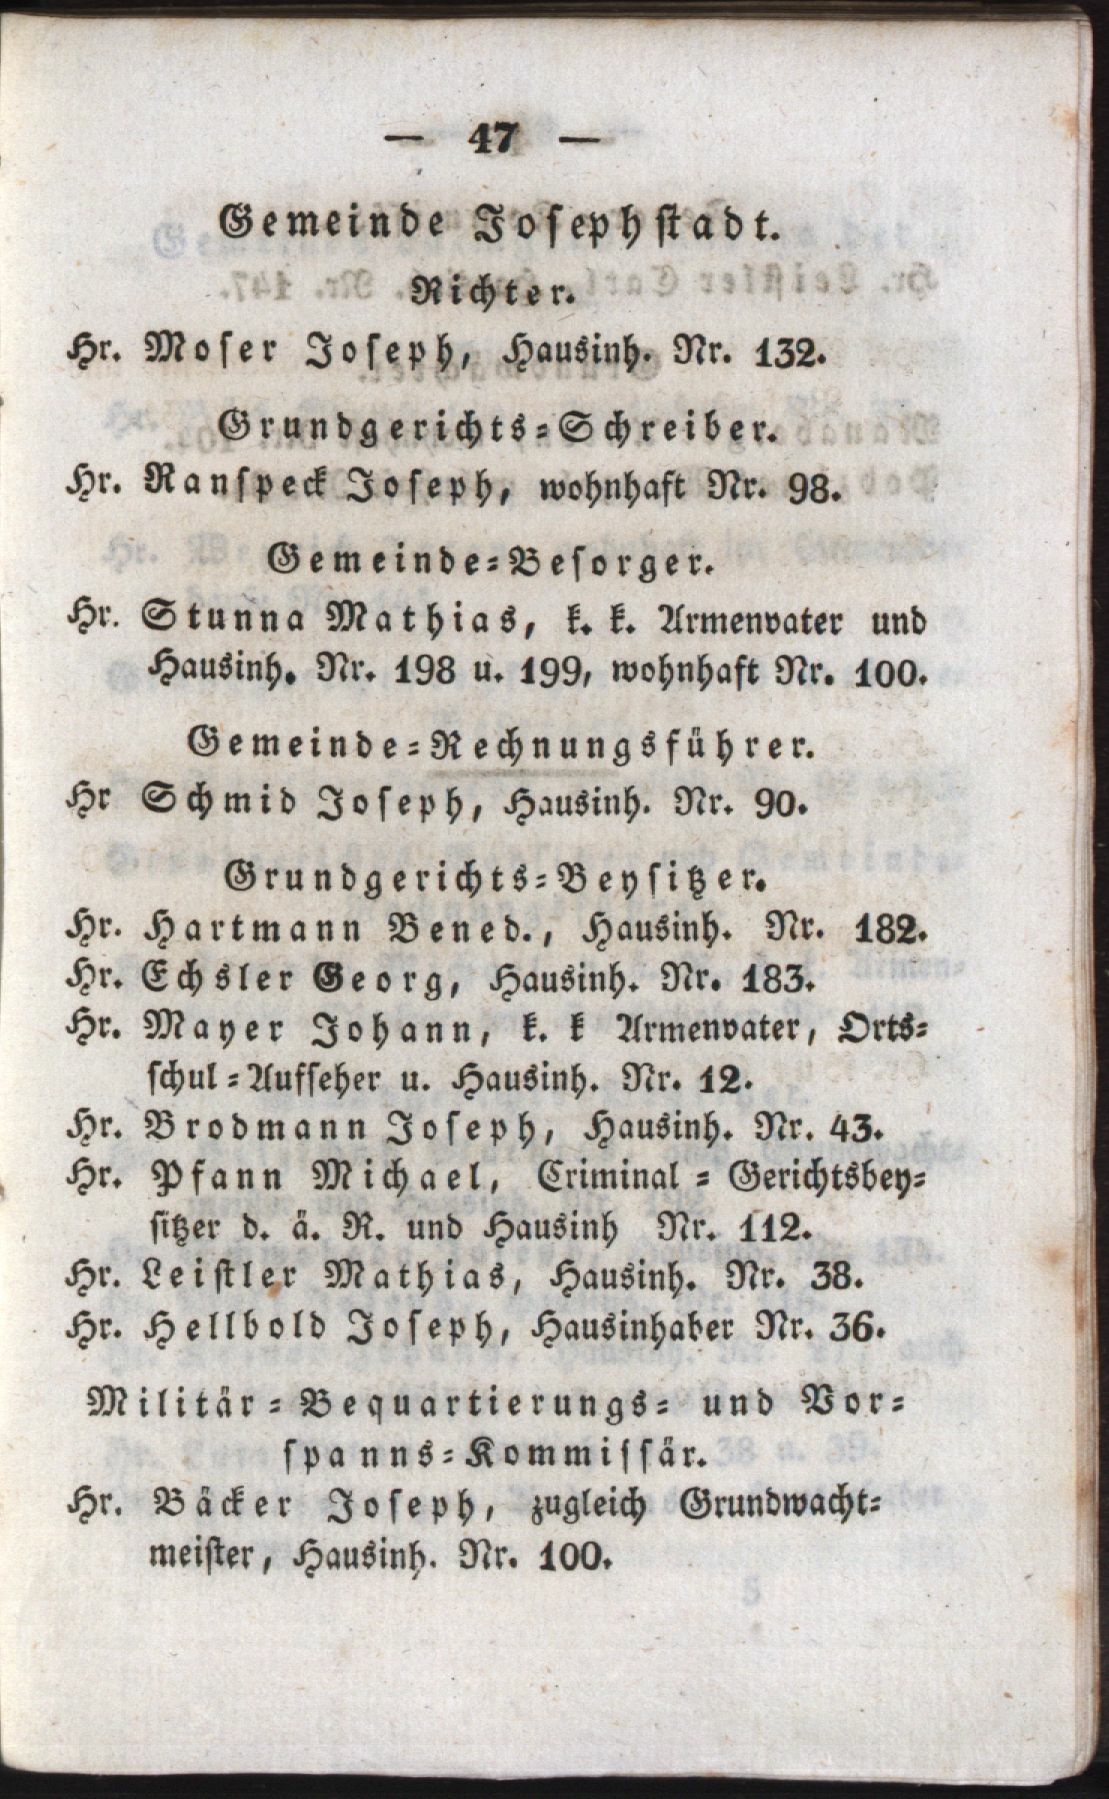 — 47 —
Gemeinde Josephstadt.
Richter.
Hr. Moser Joseph, Hausinh. Nr. 132.
Grundgerichts=Schreiber.
Hr. Ranspeck Joseph, wohnhaft Nr. 98.
Gemeinde=Besorger.
Hr. Stunna Mathias, k. k. Armenvater und
Hausinh. Nr. 198 u. 199, wohnhaft Nr. 100.
Gemeinde=Rechnungsführer.
Hr Schmid Joseph, Hausinh. Nr. 90.
Grundgerichts=Beysitzer.
Hr. Hartmann Bened., Hausinh. Nr. 182.
Hr. Echsler Georg, Hausinh. Nr. 183.
Hr. Mayer Johann, k. k Armenvater, Orts=
schul=Aufseher u. Hausinh. Nr. 12.
Hr. Brodmann Joseph, Hausinh. Nr. 43.
Hr. Pfann Michael, Criminal=Gerichtsbey=
sitzer d. ä. R. und Hausinh Nr. 112.
Hr. Leistler Mathias, Hausinh. Nr. 38.
Hr. Hellbold Joseph, Hausinhaber Nr. 36.
Militär=Bequartierungs= und Vor=
spanns=Kommissär.
Hr. Bäcker Joseph, zugleich Grundwacht=
meister, Hausinh. Nr. 100.